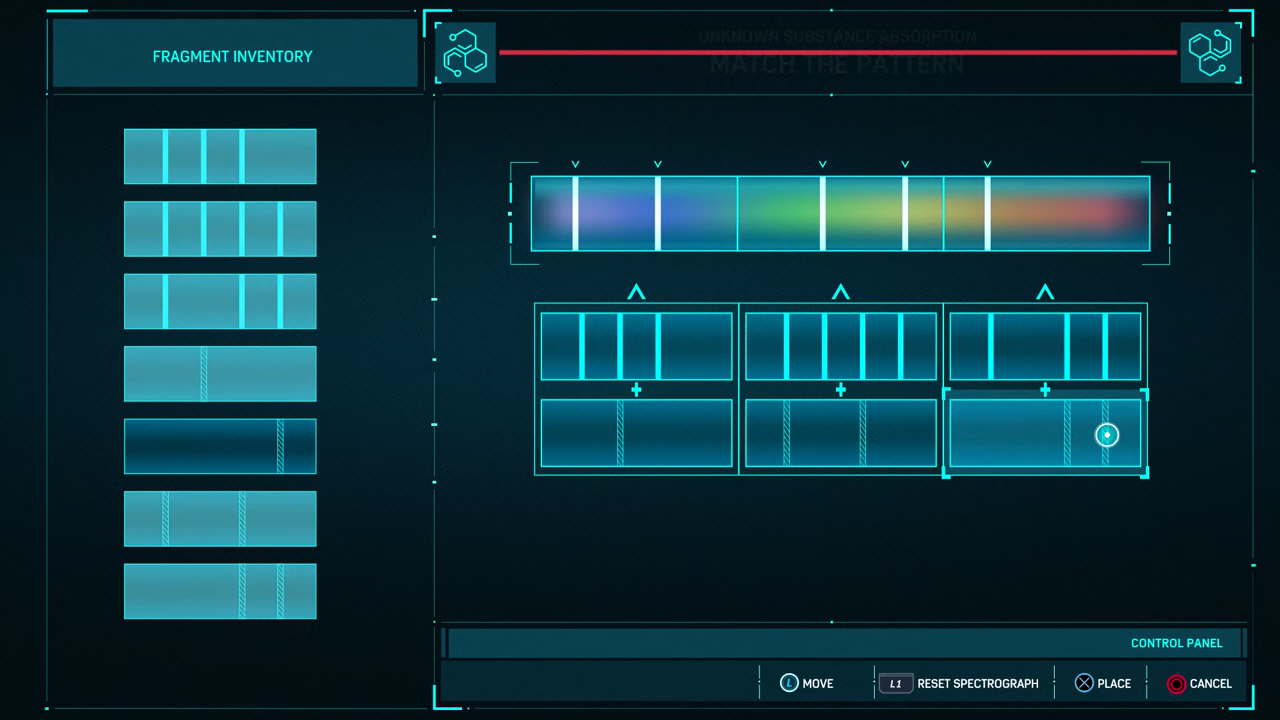 FRAGMENT INVENTORY
UNKNOWN SUBSTANCE ABSORPTION
MATCH THE PATTERN
CONTROL PANEL
L MOVE
L1 RESET SPECTROGRAPH
PLACE
CANCEL